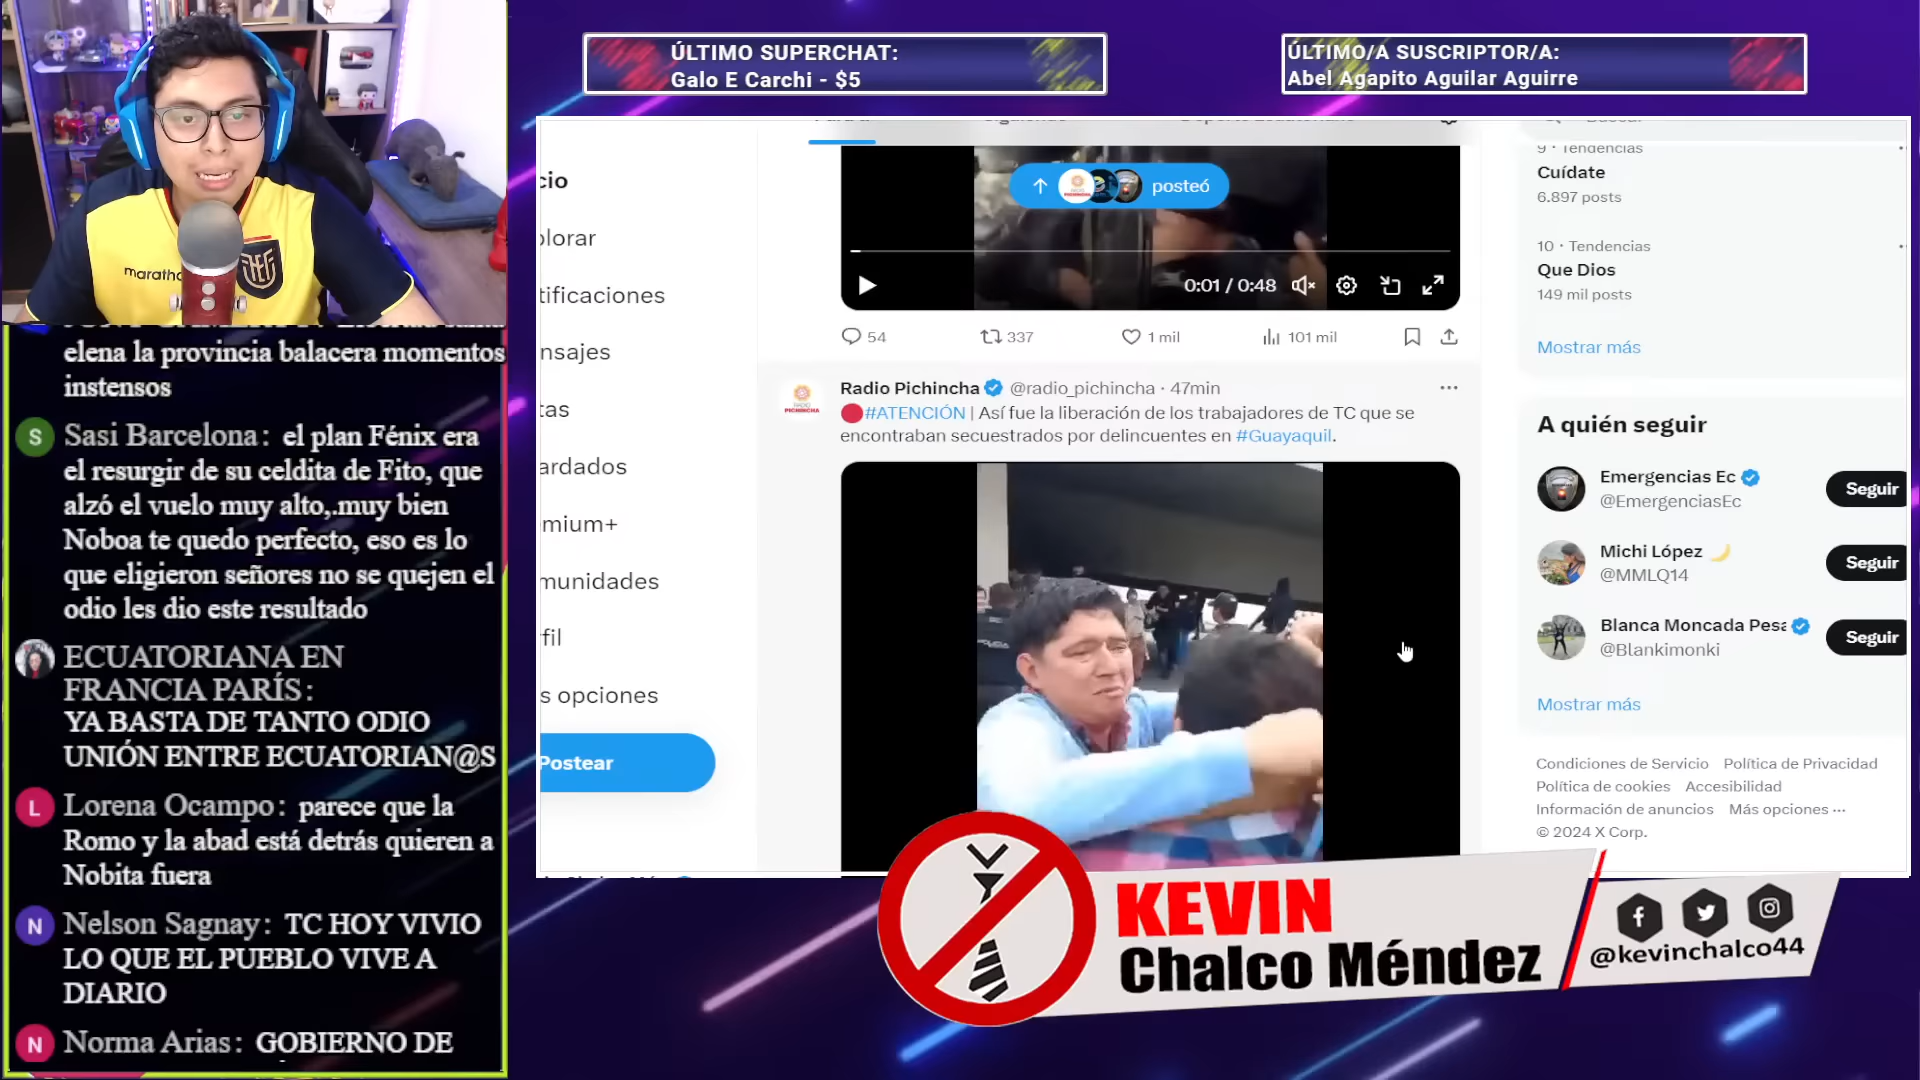 ÚLTIMO SUPERCHAT:
Galo E Carchi - $5
ÚLTIMO/A SUSCRIPTOR/A:
Abel Agapito Aguilar Aguirre
marath
elena la provincia balacera momentos
instensos
S
Sasi Barcelona: el plan Fénix era
el resurgir de su celdita de Fito, que
alzó el vuelo muy alto,.muy bien
Noboa te quedo perfecto, eso es lo
que eligieron señores no se quejen el
odio les dio este resultado
ECUATORIANA EN
FRANCIA PARÍS:
YA BASTA DE TANTO ODIO
UNIÓN ENTRE ECUATORIAN@S
L
Lorena Ocampo: parece que la
Romo y la abad está detrás quieren a
Nobita fuera
N
Nelson Sagnay: TC HOY VIVIO
LO QUE EL PUEBLO VIVE A
DIARIO
N
Norma Arias: GOBIERNO DE
cio
plorar
tificaciones
nsajes
tas
ardados
mium+
munidades
fil
s opciones
Postear
posteó
0:01 / 0:48
54
337
1 mil
101 mil
RADIO
PICHINCHA
Radio Pichincha @radio_pichincha · 47min
#ATENCIÓN | Así fue la liberación de los trabajadores de TC que se
encontraban secuestrados por delincuentes en #Guayaquil.
9 · Tendencias
Cuídate
6.897 posts
10 · Tendencias
Que Dios
149 mil posts
Mostrar más
A quién seguir
Emergencias Ec
@EmergenciasEc
Seguir
Michi López
@MMLQ14
Seguir
Blanca Moncada Pesa
@Blankimonki
Seguir
Mostrar más
Condiciones de Servicio Política de Privacidad
Política de cookies Accesibilidad
Información de anuncios Más opciones ···
© 2024 X Corp.
KEVIN
Chalco Méndez
@kevinchalco44